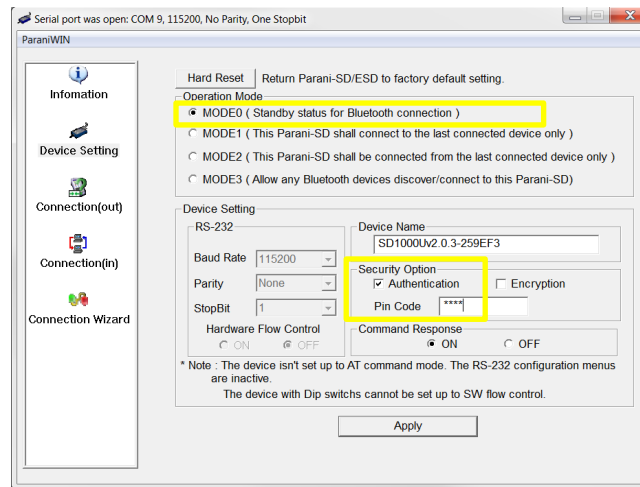 Serial port was open: COM 9, 115200, No Parity, One Stopbit
ParaniWIN
Infomation
Device Setting
Connection(out)
Connection(in)
Connection Wizard
Hard Reset Return Parani-SD/ESD to factory default setting.
Operation Mode
MODE0 ( Standby status for Bluetooth connection )
MODE1 ( This Parani-SD shall connect to the last connected device only )
MODE2 ( This Parani-SD shall be connected from the last connected device only )
MODE3 ( Allow any Bluetooth devices discover/connect to this Parani-SD)
Device Setting
RS-232
Baud Rate 115200
Parity None
StopBit 1
Hardware Flow Control
ON OFF
Device Name
SD1000Uv2.0.3-259EF3
Security Option
Authentication Encryption
Pin Code ****
Command Response
ON OFF
* Note : The device isn't set up to AT command mode. The RS-232 configuration menus
are inactive.
The device with Dip switchs cannot be set up to SW flow control.
Apply